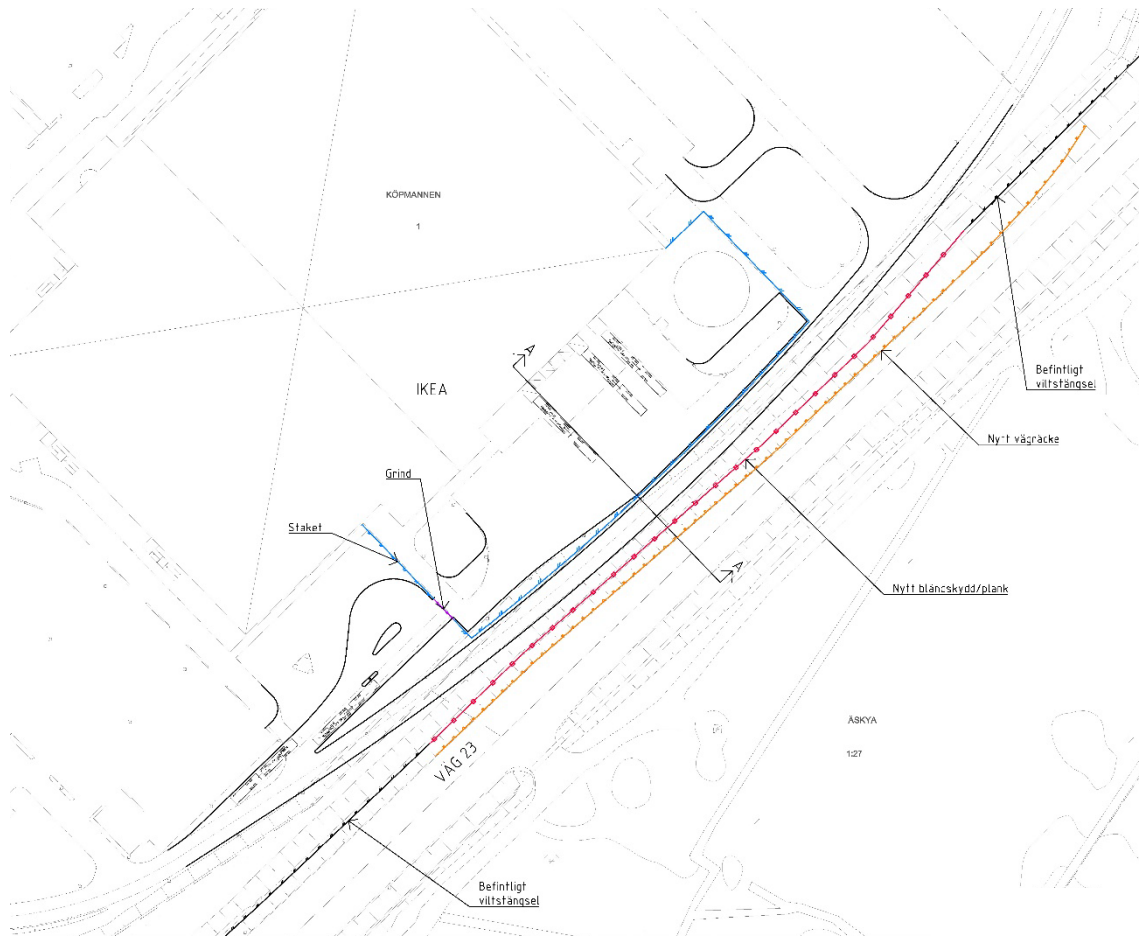 KÖPMANNEN
1
IKEA
Befintligt
viltstängsel
Nytt vägräcke
Grind
Staket
A
A
Nytt bländskydd/plank
ÄSKYA
1:27
VÄG 23
Befintligt
viltstängsel